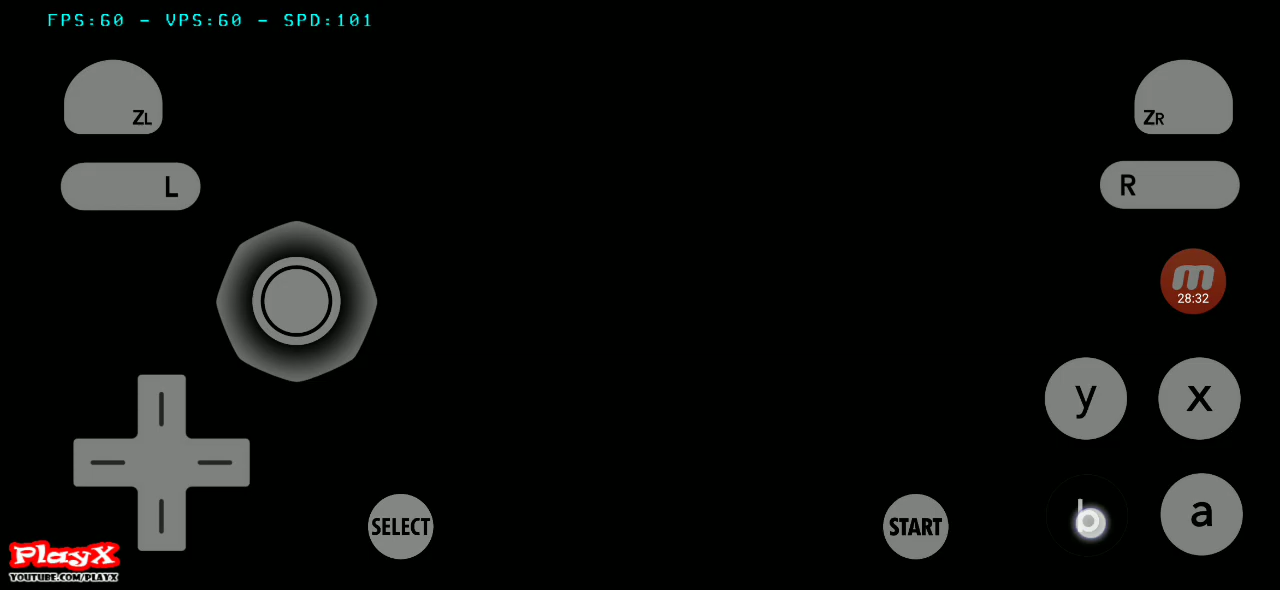 FPS:60 - VPS:60 - SPD:101
ZL
ZR
L
R
m
28:32
y
x
SELECT
START
b
a
PlayX
YOUTUBE.COM/PLAYX